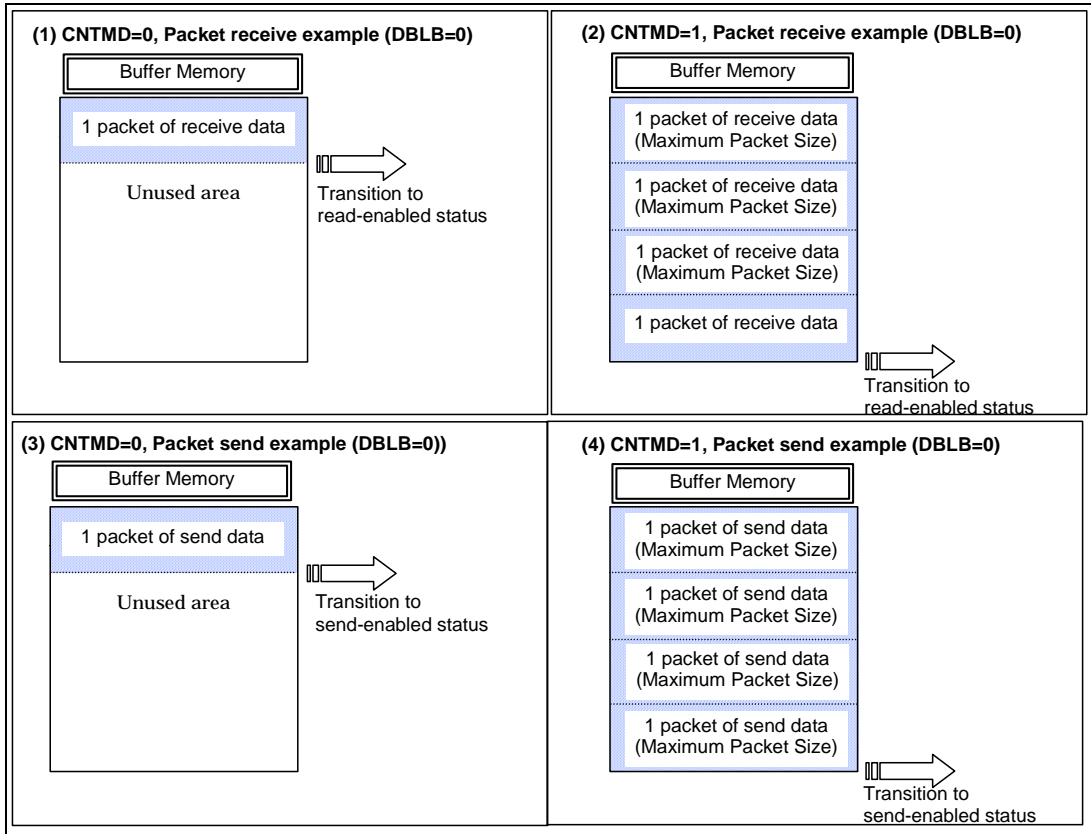 (1) CNTMD=0, Packet receive example (DBLB=0)
Buffer Memory
1 packet of receive data
Unused area
Transition to
read-enabled status
(2) CNTMD=1, Packet receive example (DBLB=0)
Buffer Memory
1 packet of receive data
(Maximum Packet Size)
1 packet of receive data
(Maximum Packet Size)
1 packet of receive data
(Maximum Packet Size)
1 packet of receive data
Transition to
read-enabled status
(3) CNTMD=0, Packet send example (DBLB=0))
Buffer Memory
1 packet of send data
Unused area
Transition to
send-enabled status
(4) CNTMD=1, Packet send example (DBLB=0)
Buffer Memory
1 packet of send data
(Maximum Packet Size)
1 packet of send data
(Maximum Packet Size)
1 packet of send data
(Maximum Packet Size)
1 packet of send data
(Maximum Packet Size)
Transition to
send-enabled status